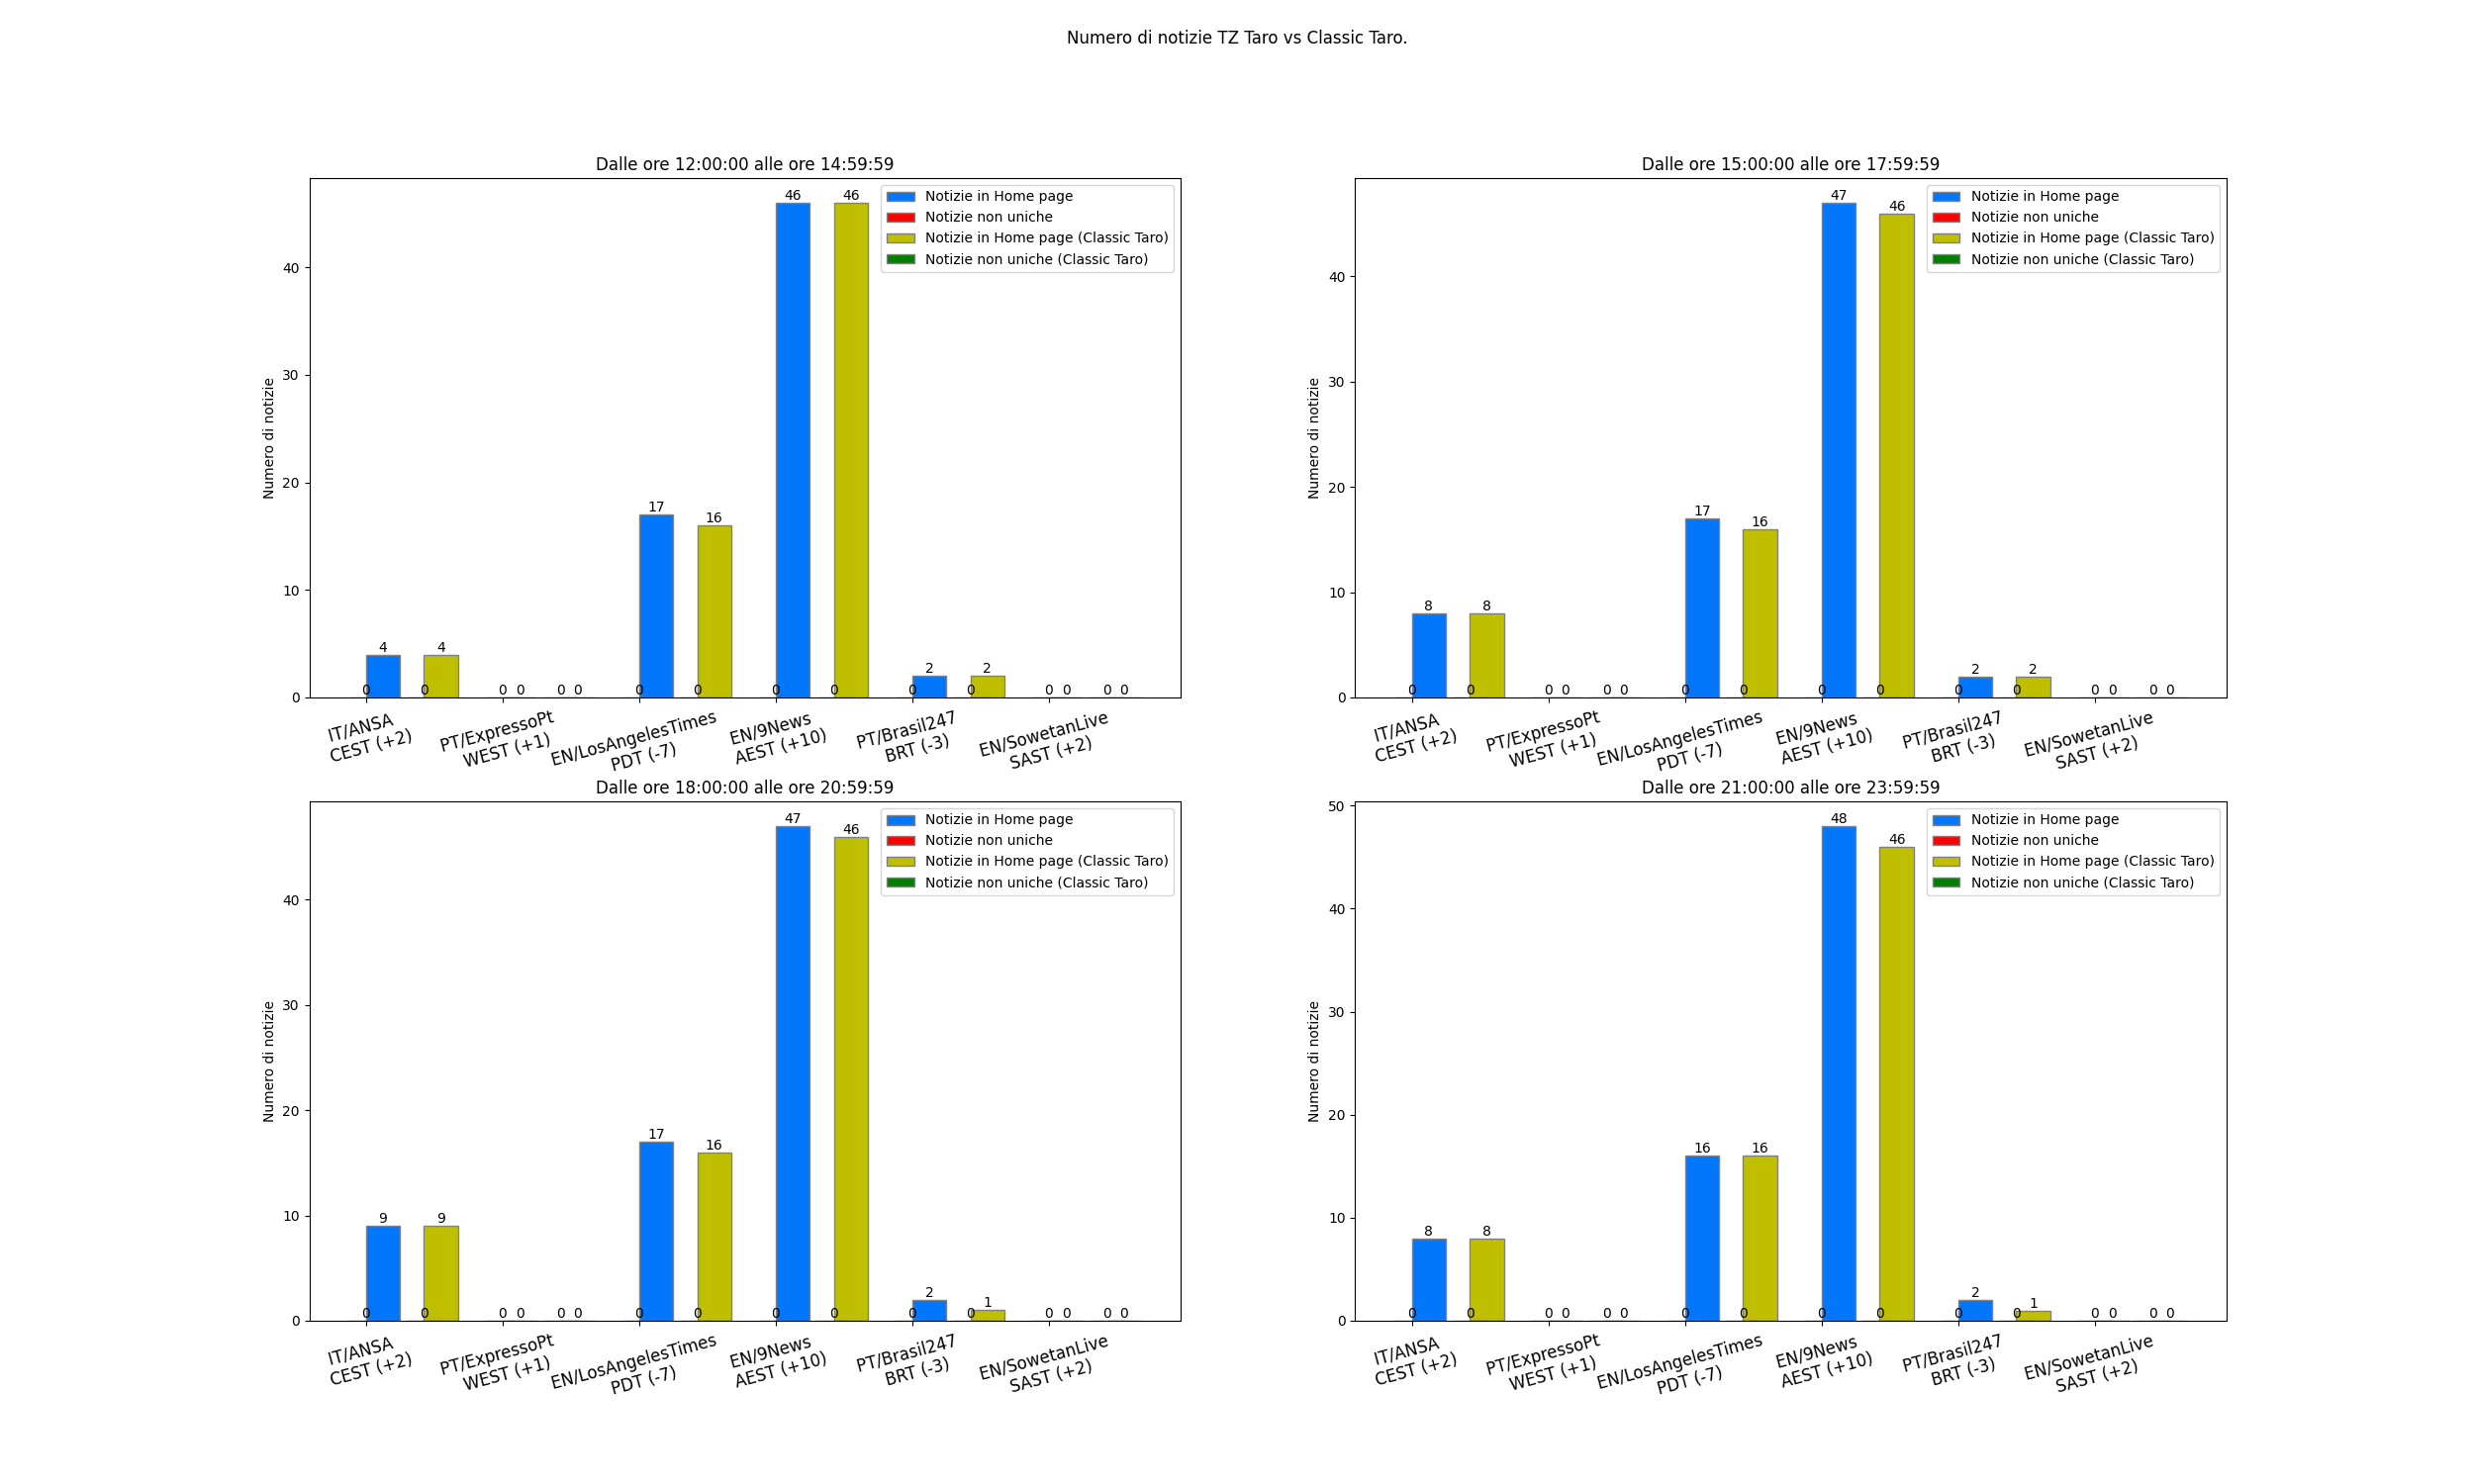 Numero di notizie TZ Taro vs Classic Taro.
Dalle ore 12:00:00 alle ore 14:59:59
Numero di notizie
40
30
20
10
0
46 46
17 16
4 4
2 2
0 0 0 0 0 0 0 0 0 0 0 0 0 0 0 0
Notizie in Home page
Notizie non uniche
Notizie in Home page (Classic Taro)
Notizie non uniche (Classic Taro)
IT/ANSA
CEST (+2)
PT/ExpressoPt
WEST (+1)
EN/LosAngelesTimes
PDT (-7)
EN/9News
AEST (+10)
PT/Brasil247
BRT (-3)
EN/SowetanLive
SAST (+2)
Dalle ore 15:00:00 alle ore 17:59:59
Numero di notizie
40
30
20
10
0
47 46
17 16
8 8
2 2
0 0 0 0 0 0 0 0 0 0 0 0 0 0 0 0
Notizie in Home page
Notizie non uniche
Notizie in Home page (Classic Taro)
Notizie non uniche (Classic Taro)
IT/ANSA
CEST (+2)
PT/ExpressoPt
WEST (+1)
EN/LosAngelesTimes
PDT (-7)
EN/9News
AEST (+10)
PT/Brasil247
BRT (-3)
EN/SowetanLive
SAST (+2)
Dalle ore 18:00:00 alle ore 20:59:59
Numero di notizie
40
30
20
10
0
47 46
17 16
9 9
2 1
0 0 0 0 0 0 0 0 0 0 0 0 0 0 0 0
Notizie in Home page
Notizie non uniche
Notizie in Home page (Classic Taro)
Notizie non uniche (Classic Taro)
IT/ANSA
CEST (+2)
PT/ExpressoPt
WEST (+1)
EN/LosAngelesTimes
PDT (-7)
EN/9News
AEST (+10)
PT/Brasil247
BRT (-3)
EN/SowetanLive
SAST (+2)
Dalle ore 21:00:00 alle ore 23:59:59
Numero di notizie
50
40
30
20
10
0
48 46
16 16
8 8
2 1
0 0 0 0 0 0 0 0 0 0 0 0 0 0 0 0
Notizie in Home page
Notizie non uniche
Notizie in Home page (Classic Taro)
Notizie non uniche (Classic Taro)
IT/ANSA
CEST (+2)
PT/ExpressoPt
WEST (+1)
EN/LosAngelesTimes
PDT (-7)
EN/9News
AEST (+10)
PT/Brasil247
BRT (-3)
EN/SowetanLive
SAST (+2)